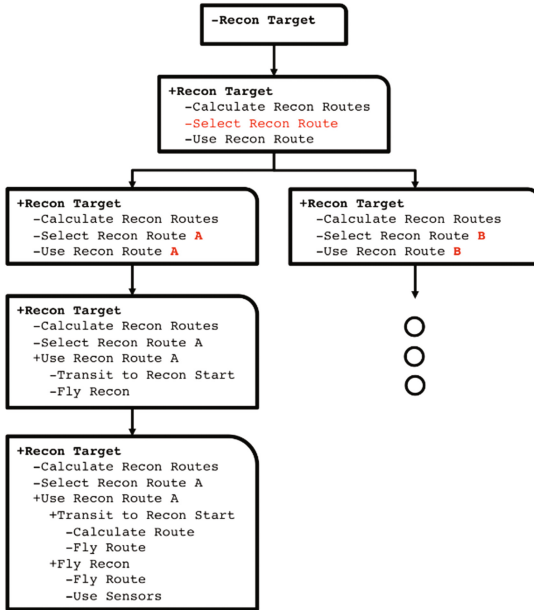 -Recon Target
+Recon Target
-Calculate Recon Routes
-Select Recon Route
-Use Recon Route
+Recon Target
-Calculate Recon Routes
-Select Recon Route A
-Use Recon Route A
+Recon Target
-Calculate Recon Routes
-Select Recon Route B
-Use Recon Route B
+Recon Target
-Calculate Recon Routes
-Select Recon Route A
+Use Recon Route A
-Transit to Recon Start
-Fly Recon
+Recon Target
-Calculate Recon Routes
-Select Recon Route A
+Use Recon Route A
+Transit to Recon Start
-Calculate Route
-Fly Route
+Fly Recon
-Fly Route
-Use Sensors